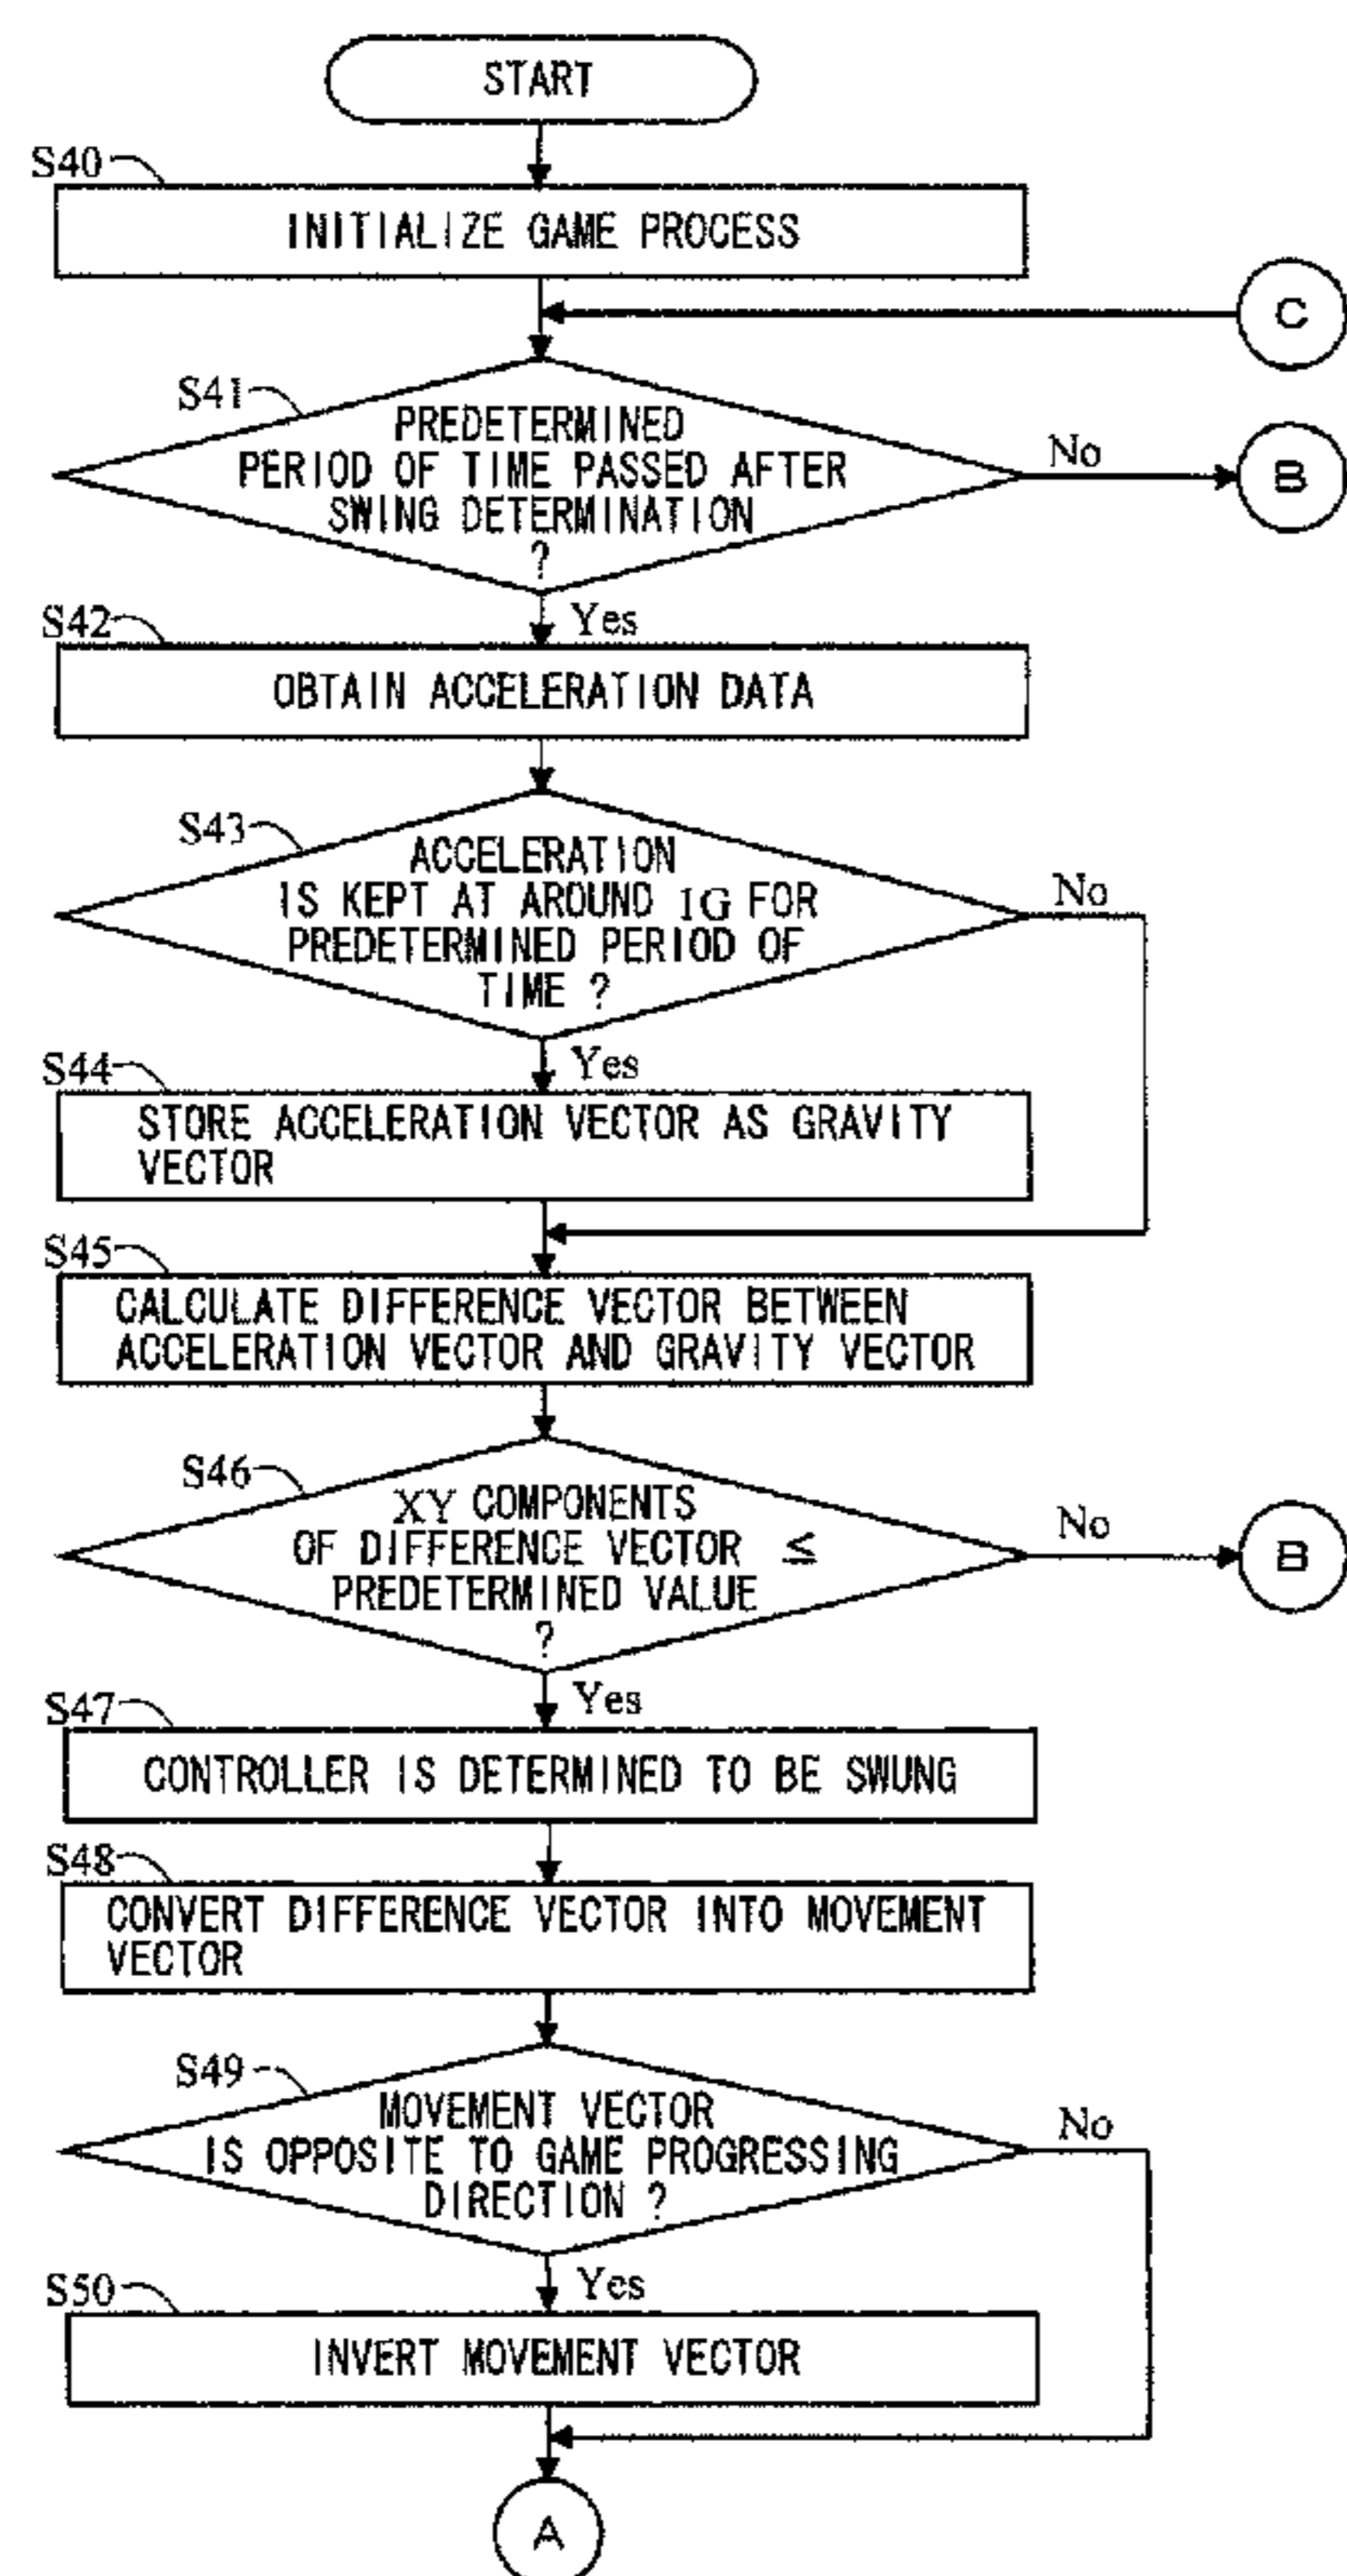 START
S40
INITIALIZE GAME PROCESS
C
S41
PREDETERMINED
PERIOD OF TIME PASSED AFTER
SWING DETERMINATION
?
No
B
Yes
S42
OBTAIN ACCELERATION DATA
S43
ACCELERATION
IS KEPT AT AROUND 1G FOR
PREDETERMINED PERIOD OF
TIME ?
No
Yes
S44
STORE ACCELERATION VECTOR AS GRAVITY
VECTOR
S45
CALCULATE DIFFERENCE VECTOR BETWEEN
ACCELERATION VECTOR AND GRAVITY VECTOR
S46
XY COMPONENTS
OF DIFFERENCE VECTOR ≤
PREDETERMINED VALUE
?
No
B
Yes
S47
CONTROLLER IS DETERMINED TO BE SWUNG
S48
CONVERT DIFFERENCE VECTOR INTO MOVEMENT
VECTOR
S49
MOVEMENT VECTOR
IS OPPOSITE TO GAME PROGRESSING
DIRECTION ?
No
Yes
S50
INVERT MOVEMENT VECTOR
A